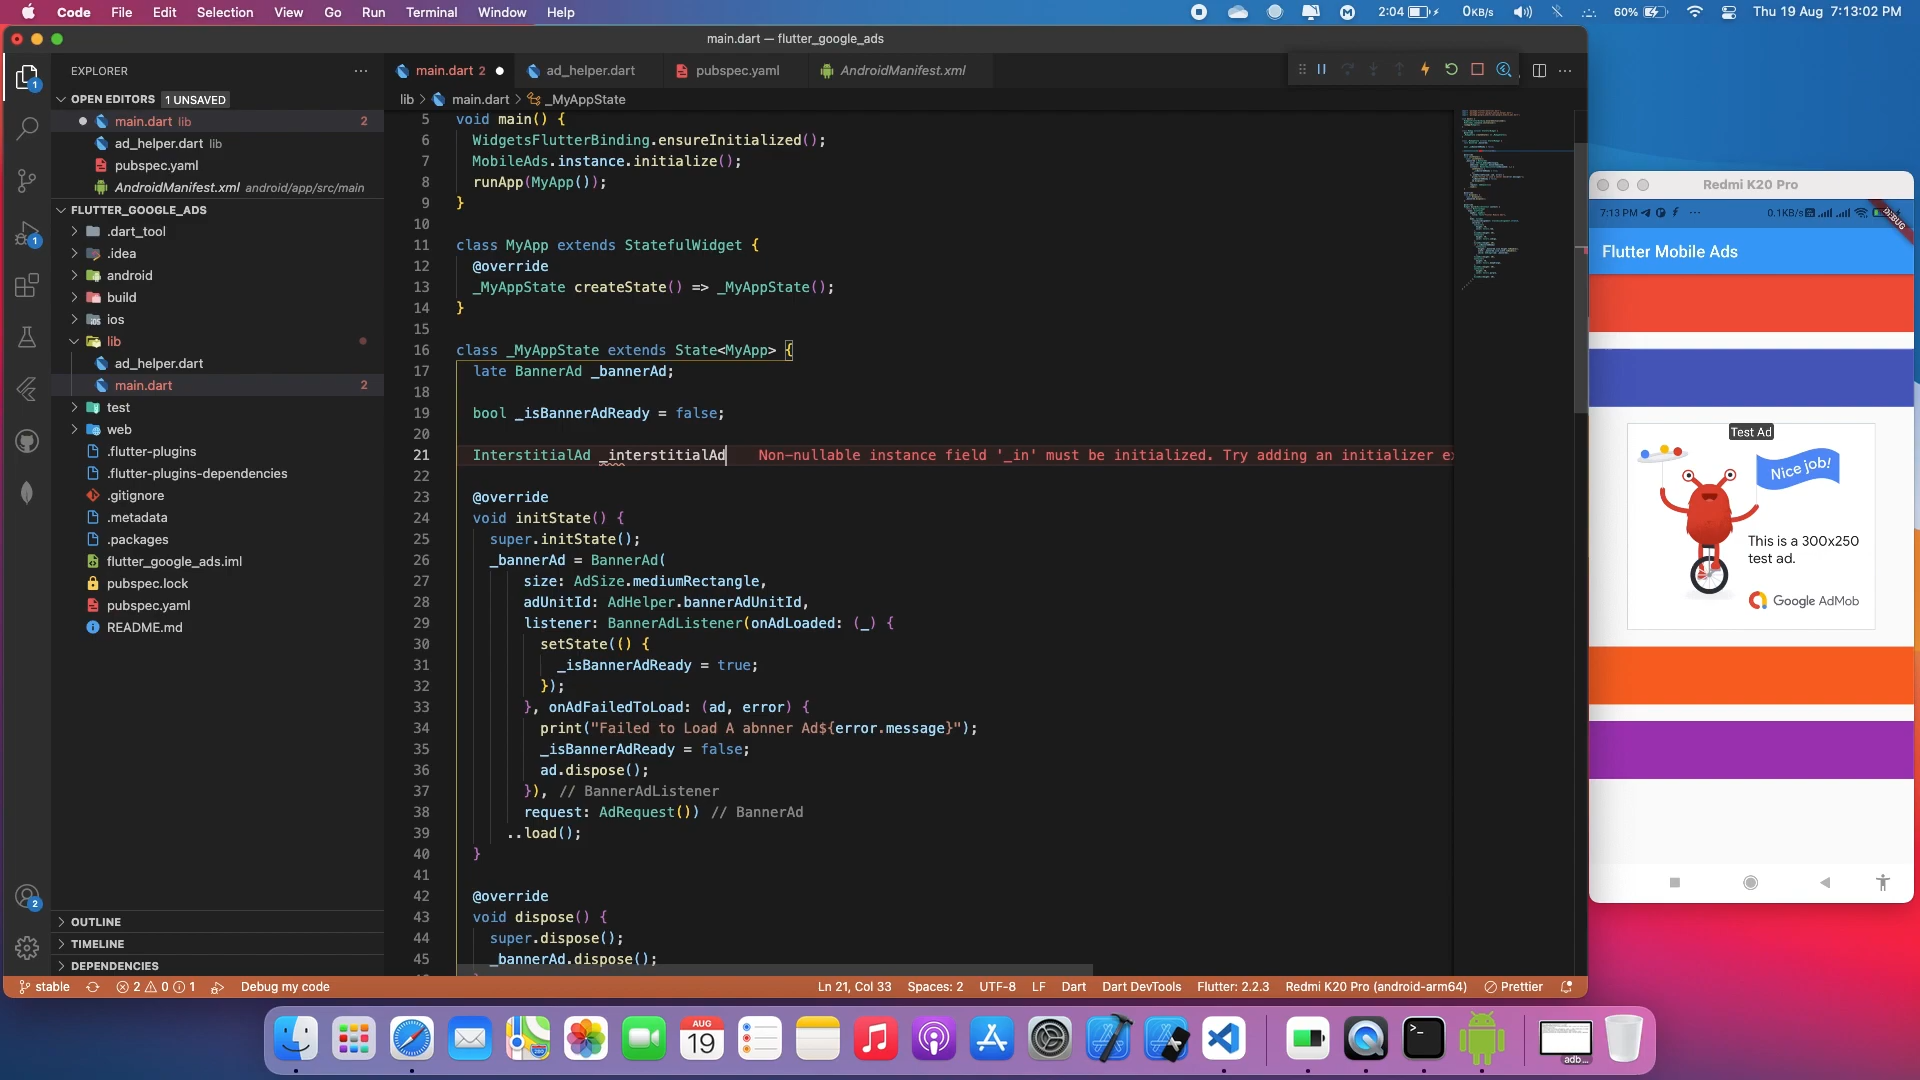 Code File Edit Selection View Go Run Terminal Window Help
2:04 0KB/s 60% Thu 19 Aug 7:13:02 PM
main.dart — flutter_google_ads
EXPLORER
main.dart 2
ad_helper.dart
pubspec.yaml
AndroidManifest.xml
OPEN EDITORS 1 UNSAVED
main.dart lib 2
ad_helper.dart lib
pubspec.yaml
AndroidManifest.xml android/app/src/main
FLUTTER_GOOGLE_ADS
.dart_tool
.idea
android
build
ios
lib
ad_helper.dart
main.dart 2
test
web
.flutter-plugins
.flutter-plugins-dependencies
.gitignore
.metadata
.packages
flutter_google_ads.iml
pubspec.lock
pubspec.yaml
README.md
OUTLINE
TIMELINE
DEPENDENCIES
1
1
2
lib > main.dart > _MyAppState
5 void main() {
6 WidgetsFlutterBinding.ensureInitialized();
7 MobileAds.instance.initialize();
8 runApp(MyApp());
9 }
10
11 class MyApp extends StatefulWidget {
12 @override
13 _MyAppState createState() => _MyAppState();
14 }
15
16 class _MyAppState extends State<MyApp> {
17 late BannerAd _bannerAd;
18
19 bool _isBannerAdReady = false;
20
21 InterstitialAd _interstitialAd Non-nullable instance field '_in' must be initialized. Try adding an initializer ex
22
23 @override
24 void initState() {
25 super.initState();
26 _bannerAd = BannerAd(
27 size: AdSize.mediumRectangle,
28 adUnitId: AdHelper.bannerAdUnitId,
29 listener: BannerAdListener(onAdLoaded: (_) {
30 setState(() {
31 _isBannerAdReady = true;
32 });
33 }, onAdFailedToLoad: (ad, error) {
34 print("Failed to Load A abnner Ad${error.message}");
35 _isBannerAdReady = false;
36 ad.dispose();
37 }), // BannerAdListener
38 request: AdRequest()) // BannerAd
39 ..load();
40 }
41
42 @override
43 void dispose() {
44 super.dispose();
45 _bannerAd.dispose();
stable 2 0 1 Debug my code Ln 21, Col 33 Spaces: 2 UTF-8 LF Dart Dart DevTools Flutter: 2.2.3 Redmi K20 Pro (android-arm64) Prettier
Redmi K20 Pro
7:13 PM 0.1KB/s
DEBUG
Flutter Mobile Ads
Test Ad
Nice job!
This is a 300x250
test ad.
Google AdMob
AUG
19
adb...